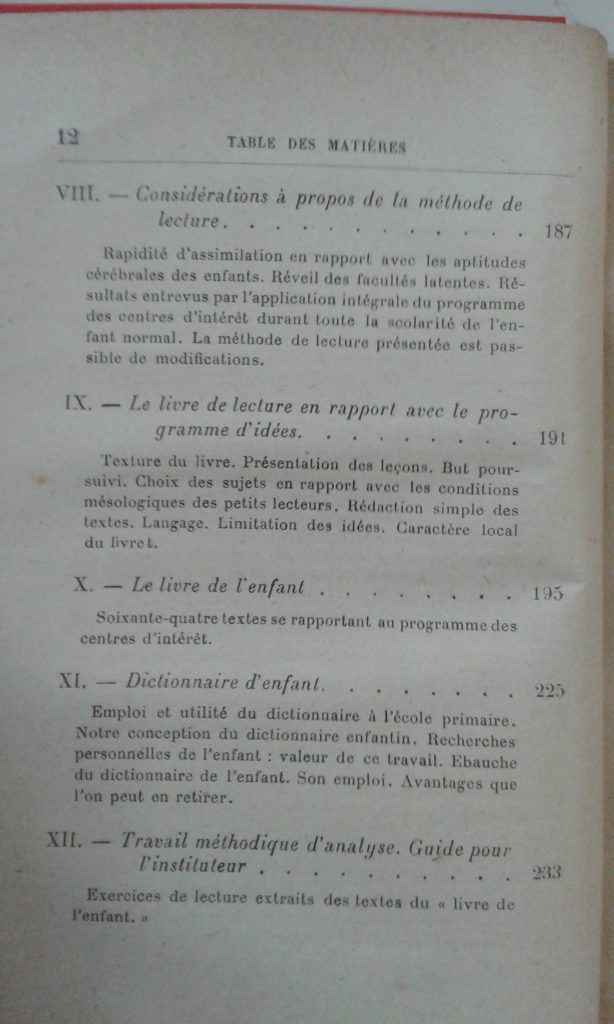 12 TABLE DES MATIÈRES
VIII. — Considérations à propos de la méthode de
lecture. . . . . . . . . . . . 187
Rapidité d'assimilation en rapport avec les aptitudes
cérébrales des enfants. Réveil des facultés latentes. Ré-
sultats entrevus par l'application intégrale du programme
des centres d'intérêt durant toute la scolarité de l'en-
fant normal. La méthode de lecture présentée est pas-
sible de modifications.
IX. — Le livre de lecture en rapport avec le pro-
gramme d'idées. . . . . . . . . 191
Texture du livre. Présentation des leçons. But pour-
suivi. Choix des sujets en rapport avec les conditions
mésologiques des petits lecteurs. Rédaction simple des
textes. Langage. Limitation des idées. Caractère local
du livret.
X. — Le livre de l'enfant . . . . . . . . 195
Soixante-quatre textes se rapportant au programme des
centres d'intérêt.
XI. — Dictionnaire d'enfant. . . . . . . . 225
Emploi et utilité du dictionnaire à l'école primaire.
Notre conception du dictionnaire enfantin. Recherches
personnelles de l'enfant : valeur de ce travail. Ebauche
du dictionnaire de l'enfant. Son emploi. Avantages que
l'on peut en retirer.
XII. — Travail méthodique d'analyse. Guide pour
l'instituteur . . . . . . . . . . 233
Exercices de lecture extraits des textes du « livre de
l'enfant. »